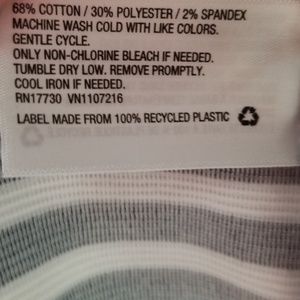 68% COTTON / 30% POLYESTER / 2% SPANDEX
MACHINE WASH COLD WITH LIKE COLORS.
GENTLE CYCLE.
ONLY NON-CHLORINE BLEACH IF NEEDED.
TUMBLE DRY LOW. REMOVE PROMPTLY.
COOL IRON IF NEEDED.
RN17730 VN1107216
LABEL MADE FROM 100% RECYCLED PLASTIC